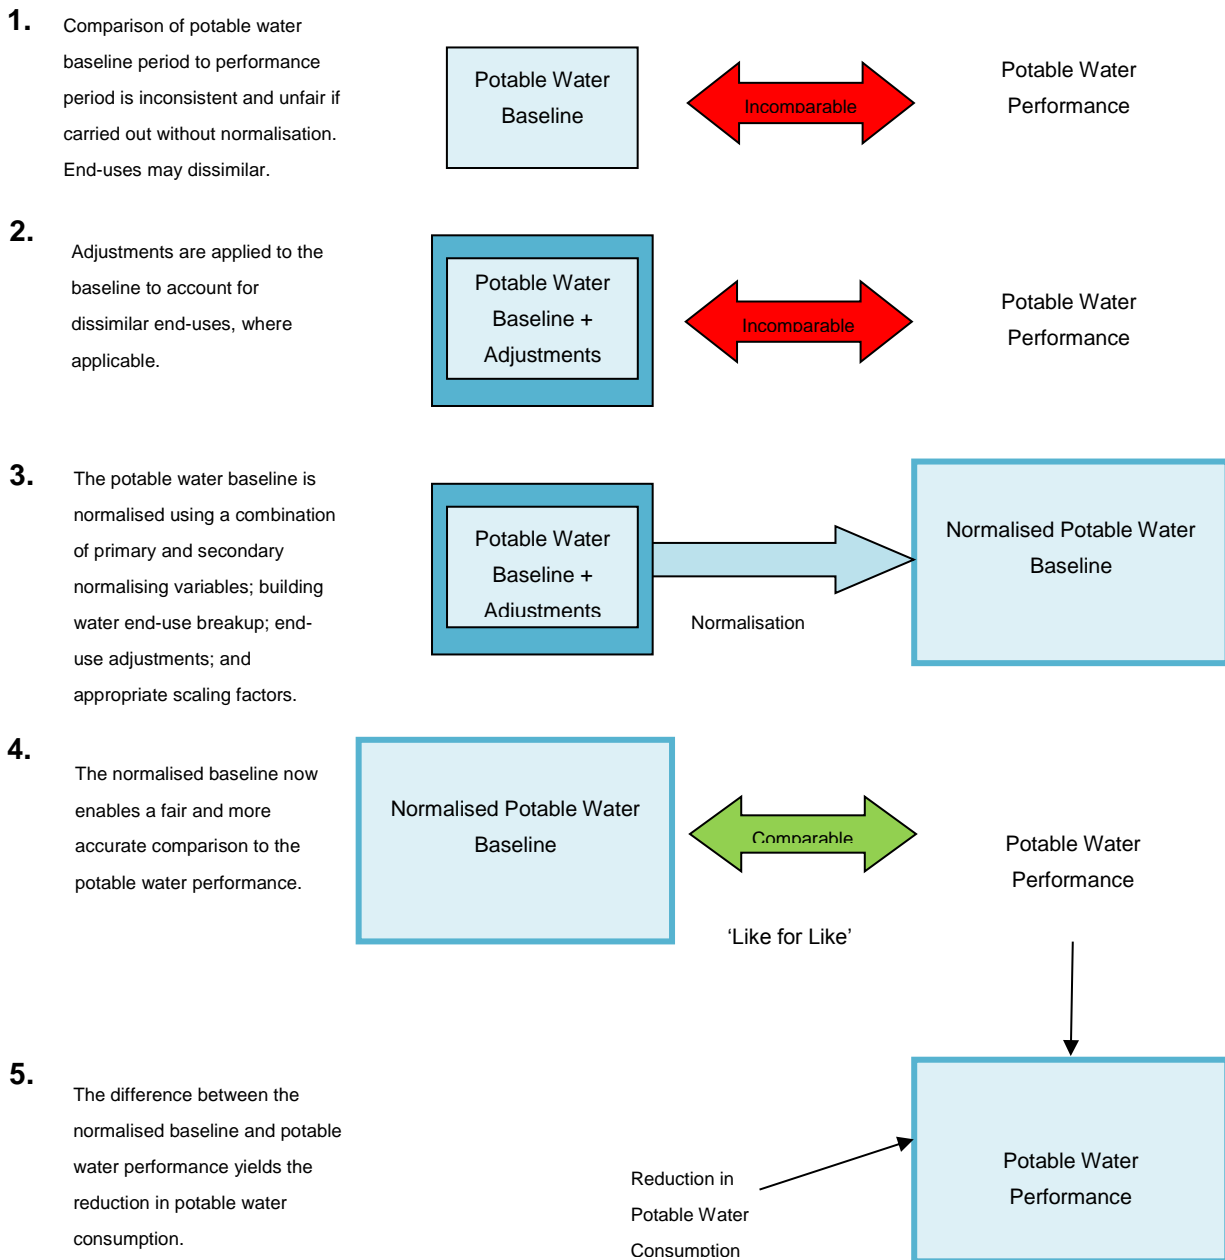 1.
Comparison of potable water
baseline period to performance
period is inconsistent and unfair if
carried out without normalisation.
End-uses may dissimilar.
Potable Water
Baseline
Incomparable
Potable Water
Performance
2.
Adjustments are applied to the
baseline to account for
dissimilar end-uses, where
applicable.
Potable Water
Baseline +
Adjustments
Incomparable
Potable Water
Performance
3.
The potable water baseline is
normalised using a combination
of primary and secondary
normalising variables; building
water end-use breakup; end-
use adjustments; and
appropriate scaling factors.
Potable Water
Baseline +
Adjustments
Normalisation
Normalised Potable Water
Baseline
4.
The normalised baseline now
enables a fair and more
accurate comparison to the
potable water performance.
Normalised Potable Water
Baseline
Comparable
‘Like for Like’
Potable Water
Performance
5.
The difference between the
normalised baseline and potable
water performance yields the
reduction in potable water
consumption.
Reduction in
Potable Water
Consumption
Potable Water
Performance